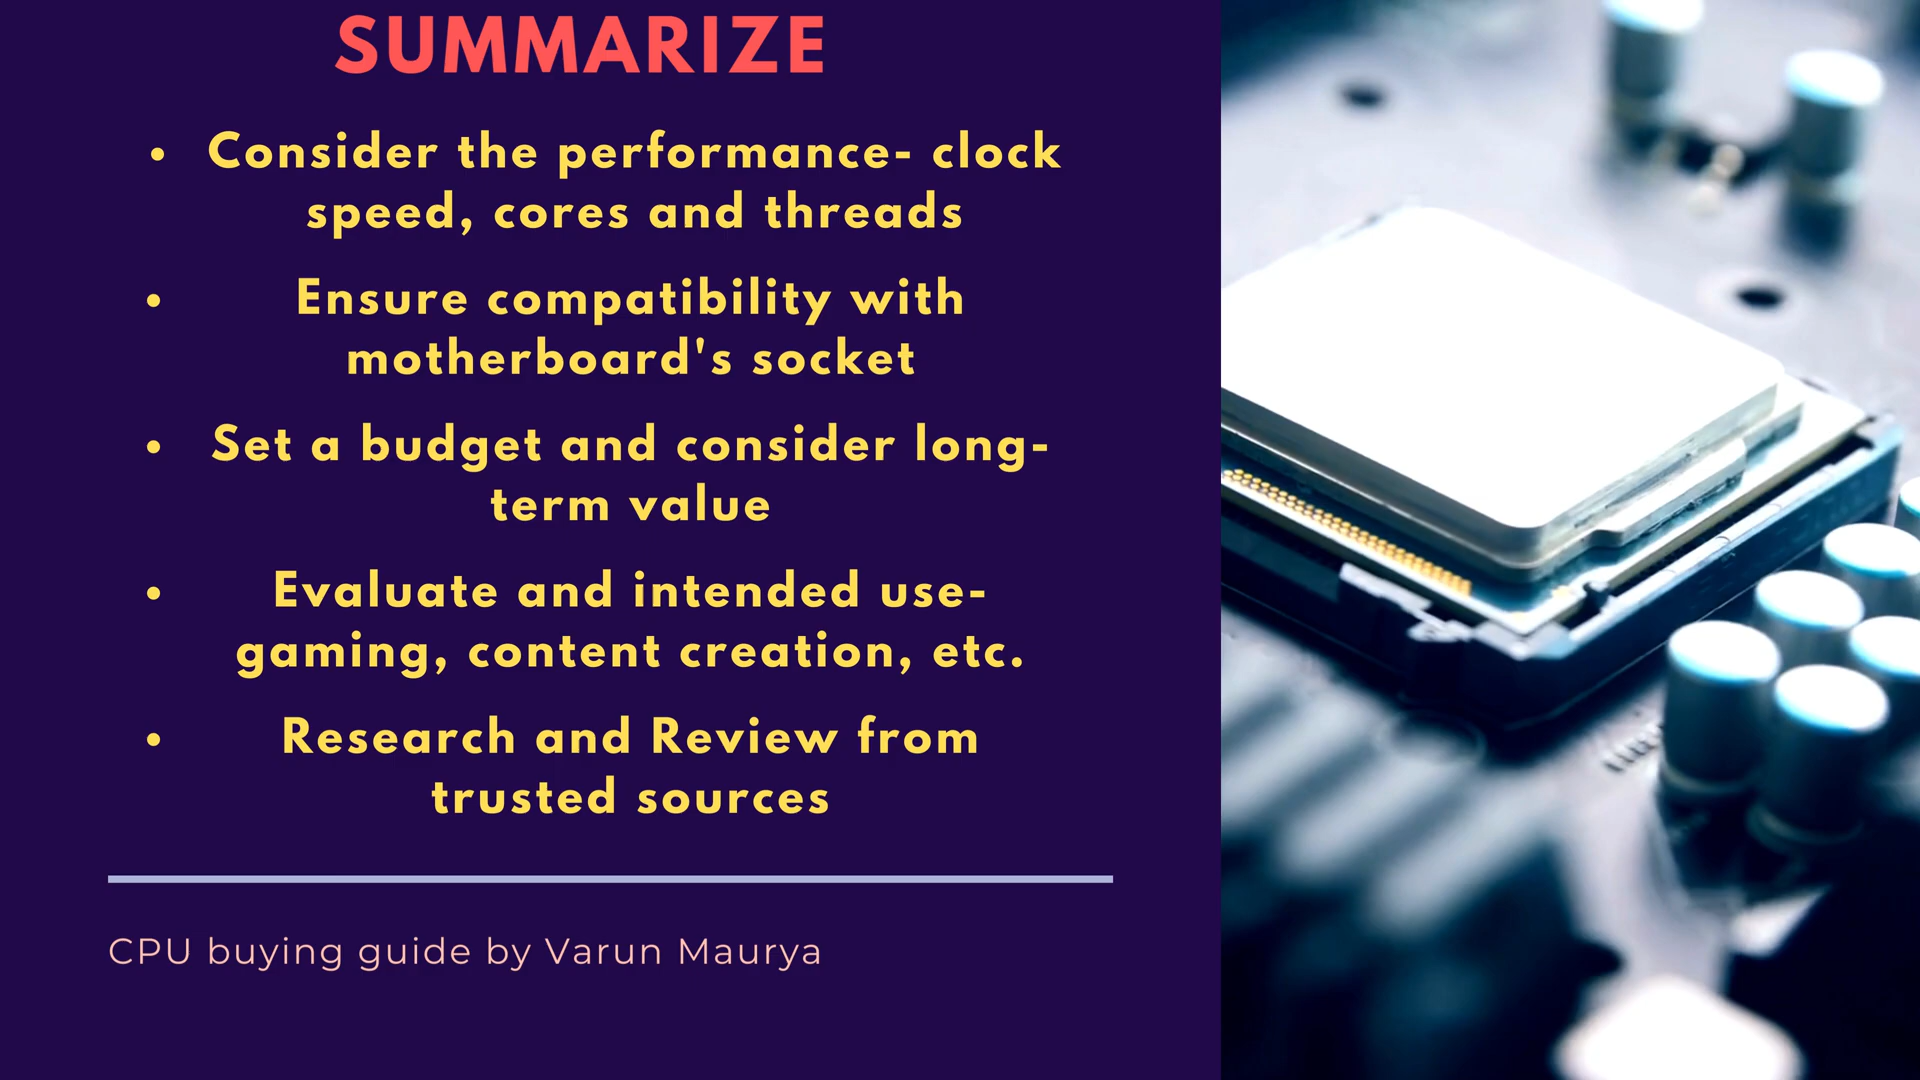 SUMMARIZE
• Consider the performance- clock
speed, cores and threads
• Ensure compatibility with
motherboard's socket
• Set a budget and consider long-
term value
• Evaluate and intended use-
gaming, content creation, etc.
• Research and Review from
trusted sources
CPU buying guide by Varun Maurya